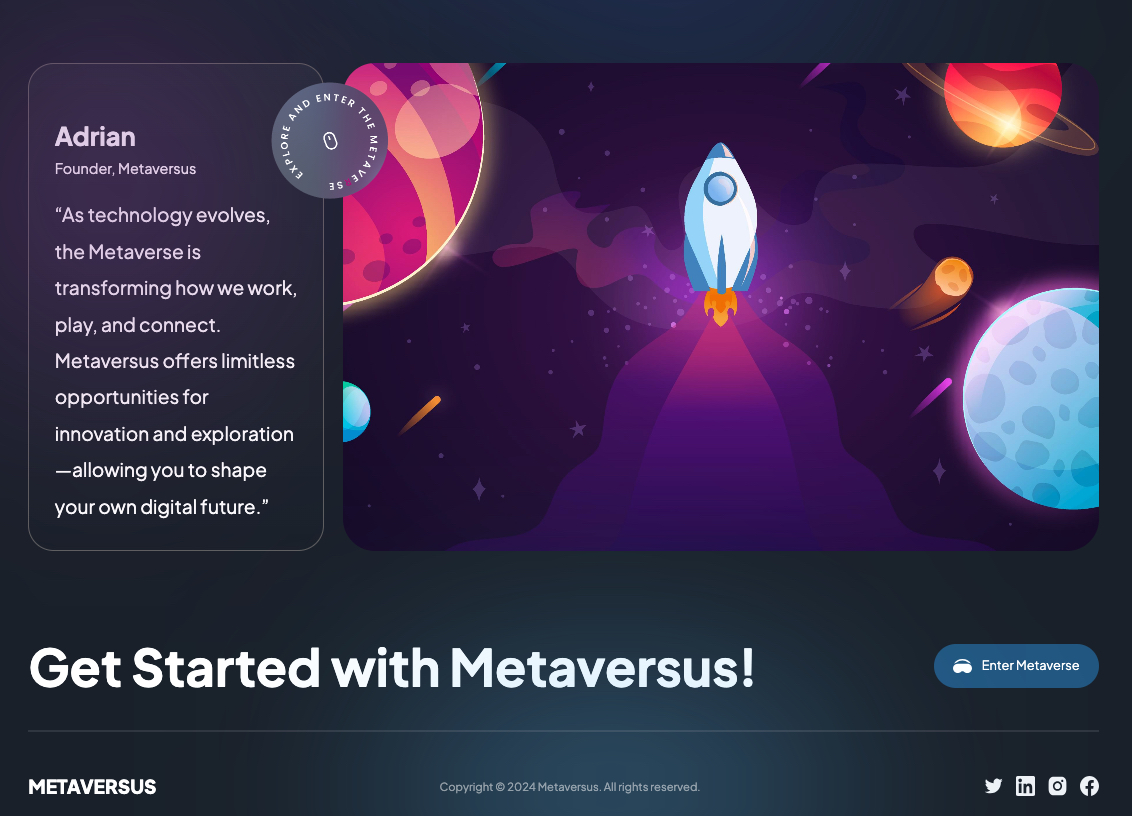 Adrian
Founder, Metaversus
“As technology evolves,
the Metaverse is
transforming how we work,
play, and connect.
Metaversus offers limitless
opportunities for
innovation and exploration
—allowing you to shape
your own digital future.”
EXPLORE AND ENTER THE METAVE SE
Get Started with Metaversus!
Enter Metaverse
METAVERSUS
Copyright © 2024 Metaversus. All rights reserved.